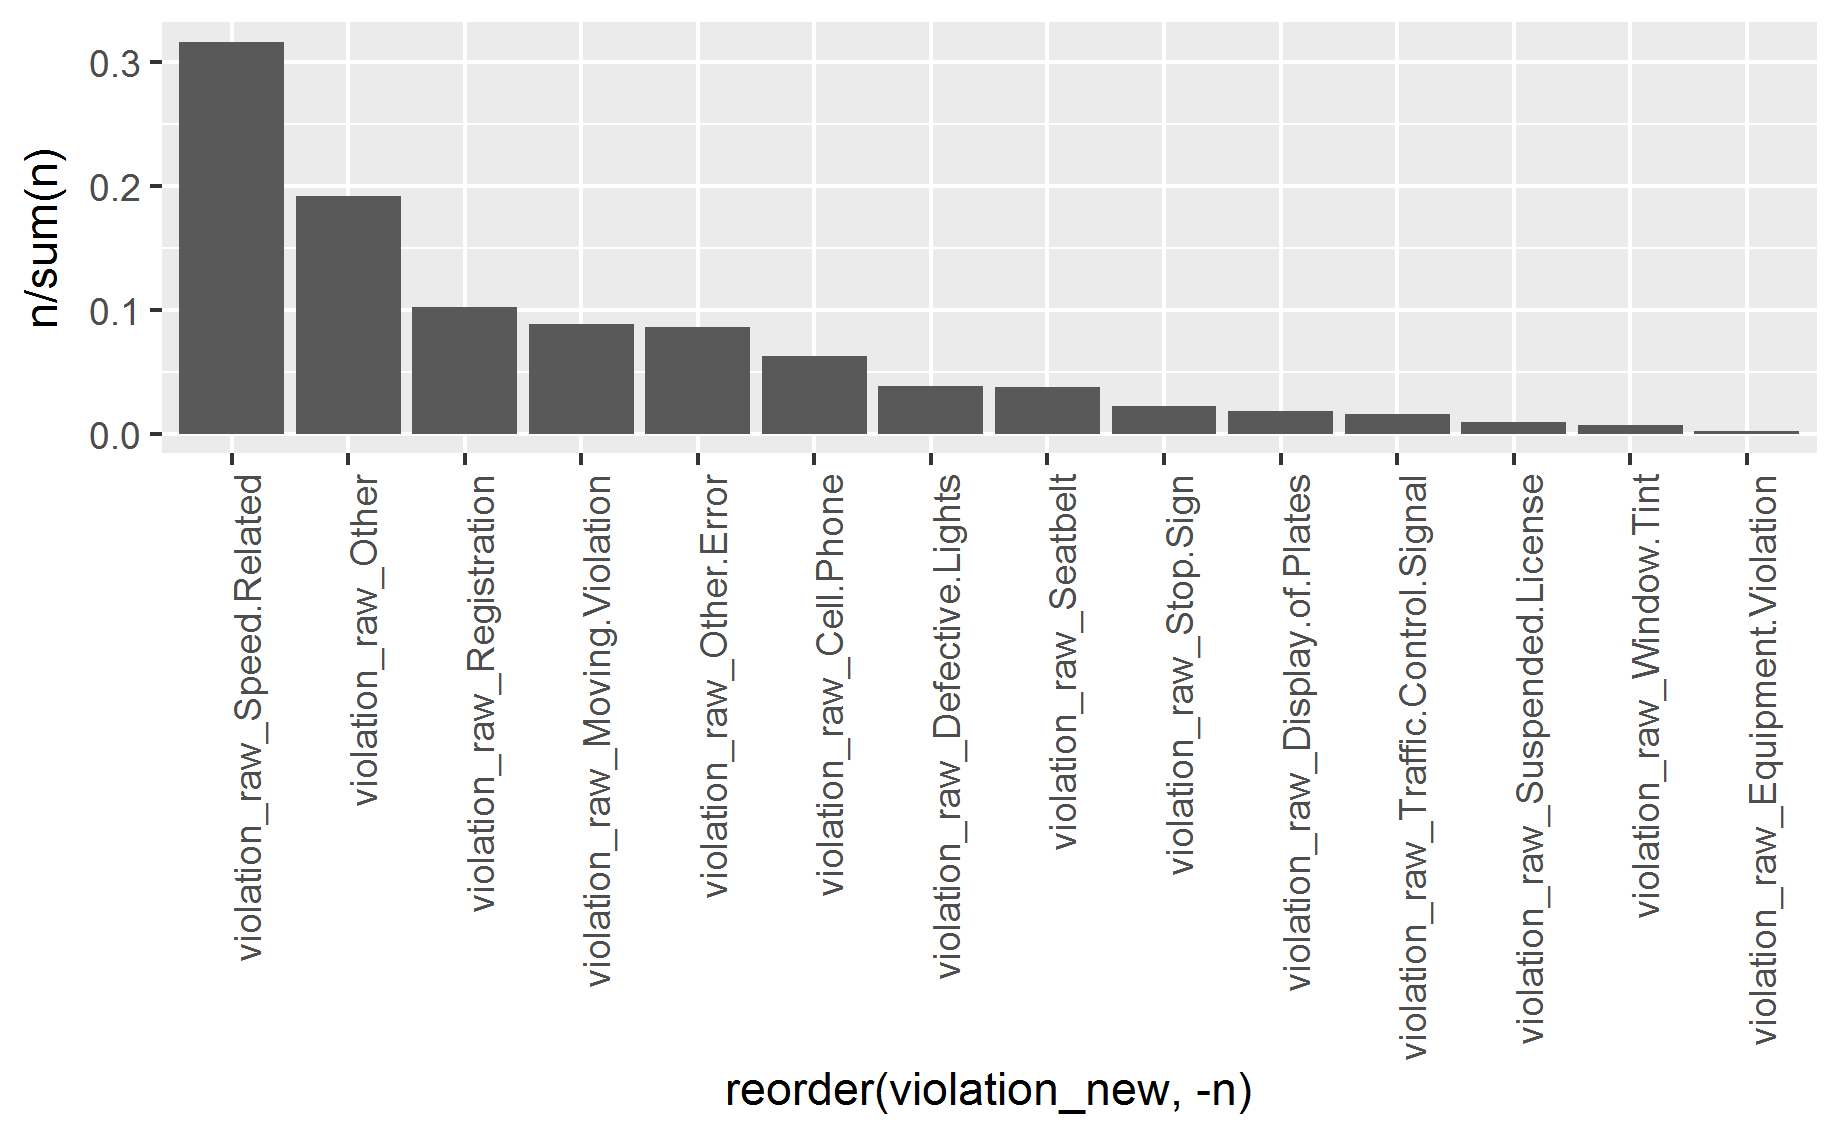 n/sum(n)
0.3
0.2
0.1
0.0
violation_raw_Speed.Related
violation_raw_Other
violation_raw_Registration
violation_raw_Moving.Violation
violation_raw_Other.Error
violation_raw_Cell.Phone
violation_raw_Defective.Lights
violation_raw_Seatbelt
violation_raw_Stop.Sign
violation_raw_Display.of.Plates
violation_raw_Traffic.Control.Signal
violation_raw_Suspended.License
violation_raw_Window.Tint
violation_raw_Equipment.Violation
reorder(violation_new, -n)